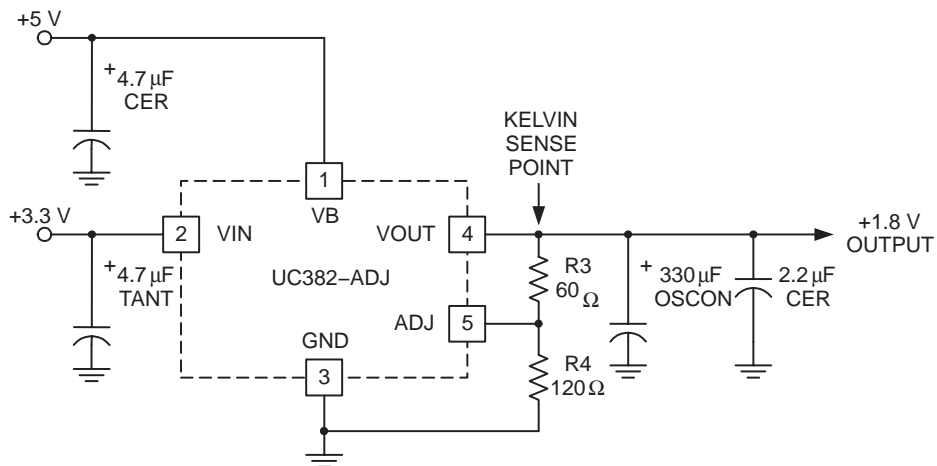 +5 V
+
4.7 μF
CER
KELVIN
SENSE
POINT
1
VB
+3.3 V
2
VIN
VOUT
4
+1.8 V
OUTPUT
+
4.7 μF
TANT
UC382–ADJ
R3
60 Ω
+
330 μF
OSCON
2.2 μF
CER
ADJ
5
GND
3
R4
120 Ω